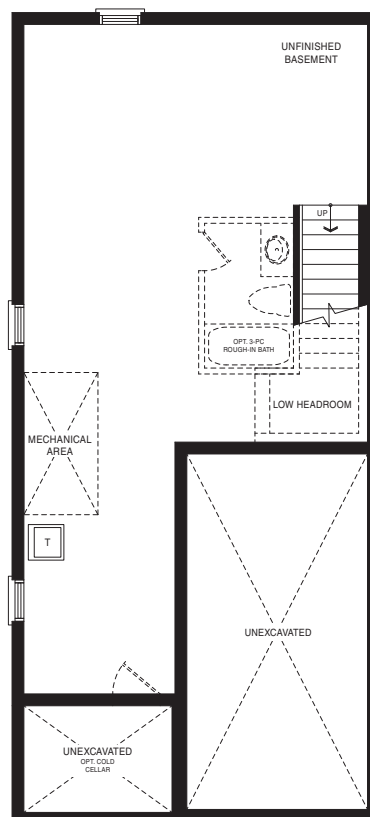 UNFINISHED
BASEMENT
UP
OPT. 3-PC
ROUGH-IN BATH
LOW HEADROOM
MECHANICAL
AREA
T
UNEXCAVATED
UNEXCAVATED
OPT. COLD
CELLAR